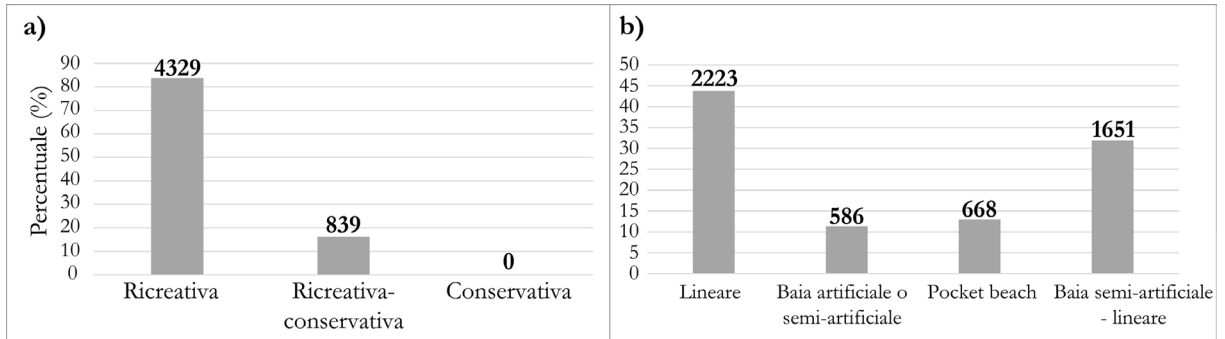 a)
Percentuale (%)
90
80
70
60
50
40
30
20
10
0
4329
839
0
Ricreativa
Ricreativa-
conservativa
Conservativa
b)
50
45
40
35
30
25
20
15
10
5
0
2223
586
668
1651
Lineare
Baia artificiale o
semi-artificiale
Pocket beach
Baia semi-artificiale
- lineare